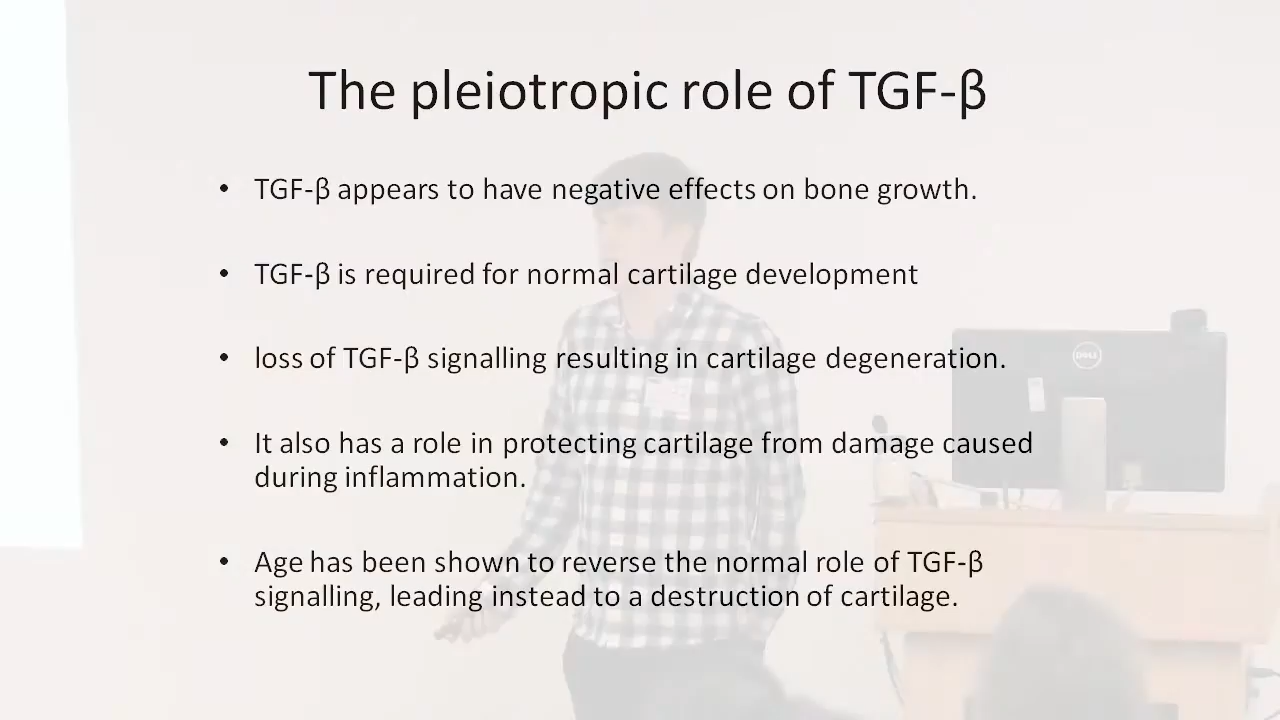 The pleiotropic role of TGF-β
• TGF-β appears to have negative effects on bone growth.
• TGF-β is required for normal cartilage development
• loss of TGF-β signalling resulting in cartilage degeneration.
• It also has a role in protecting cartilage from damage caused
during inflammation.
DELL
• Age has been shown to reverse the normal role of TGF-β
signalling, leading instead to a destruction of cartilage.